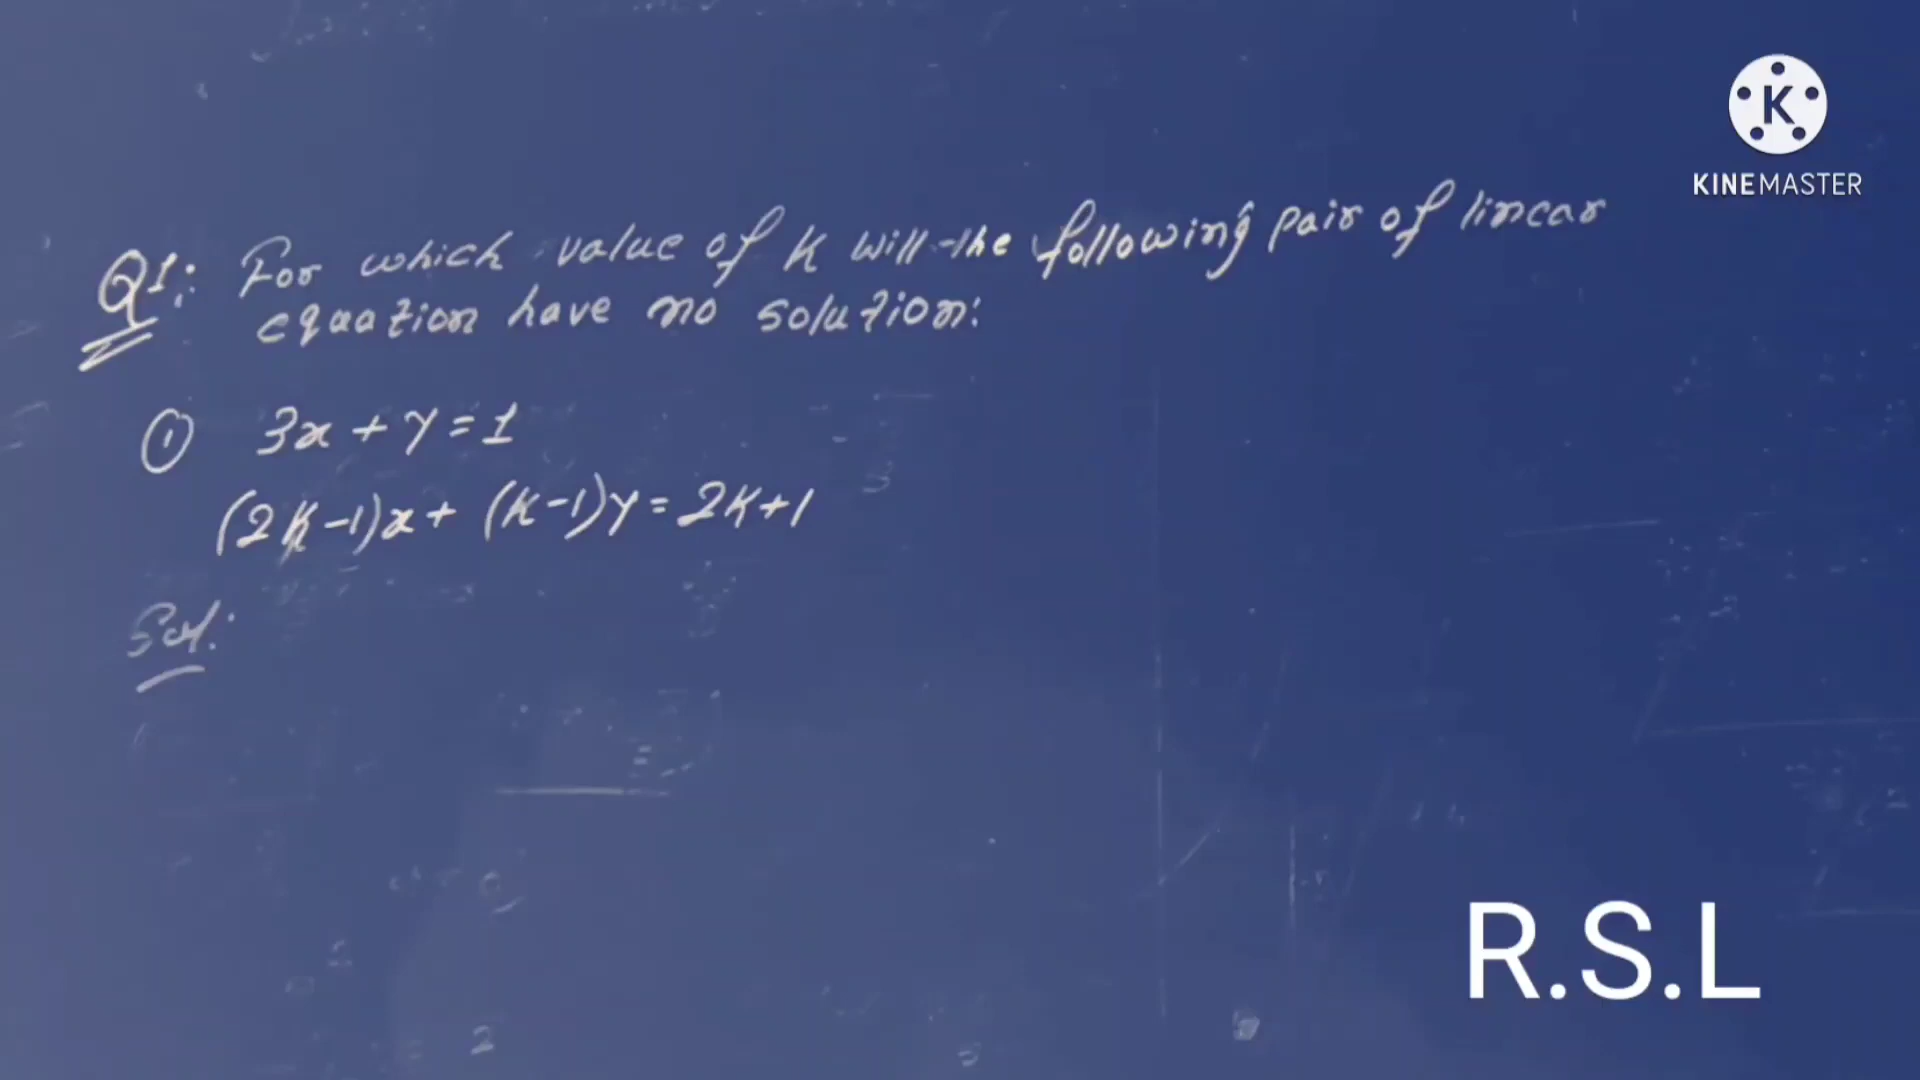 KINEMASTER
Q1: For which value of K will the following pair of linear
equation have no solution:
① 3x + y = 1
(2K-1)x + (K-1)y = 2K+1
Sol:
R.S.L